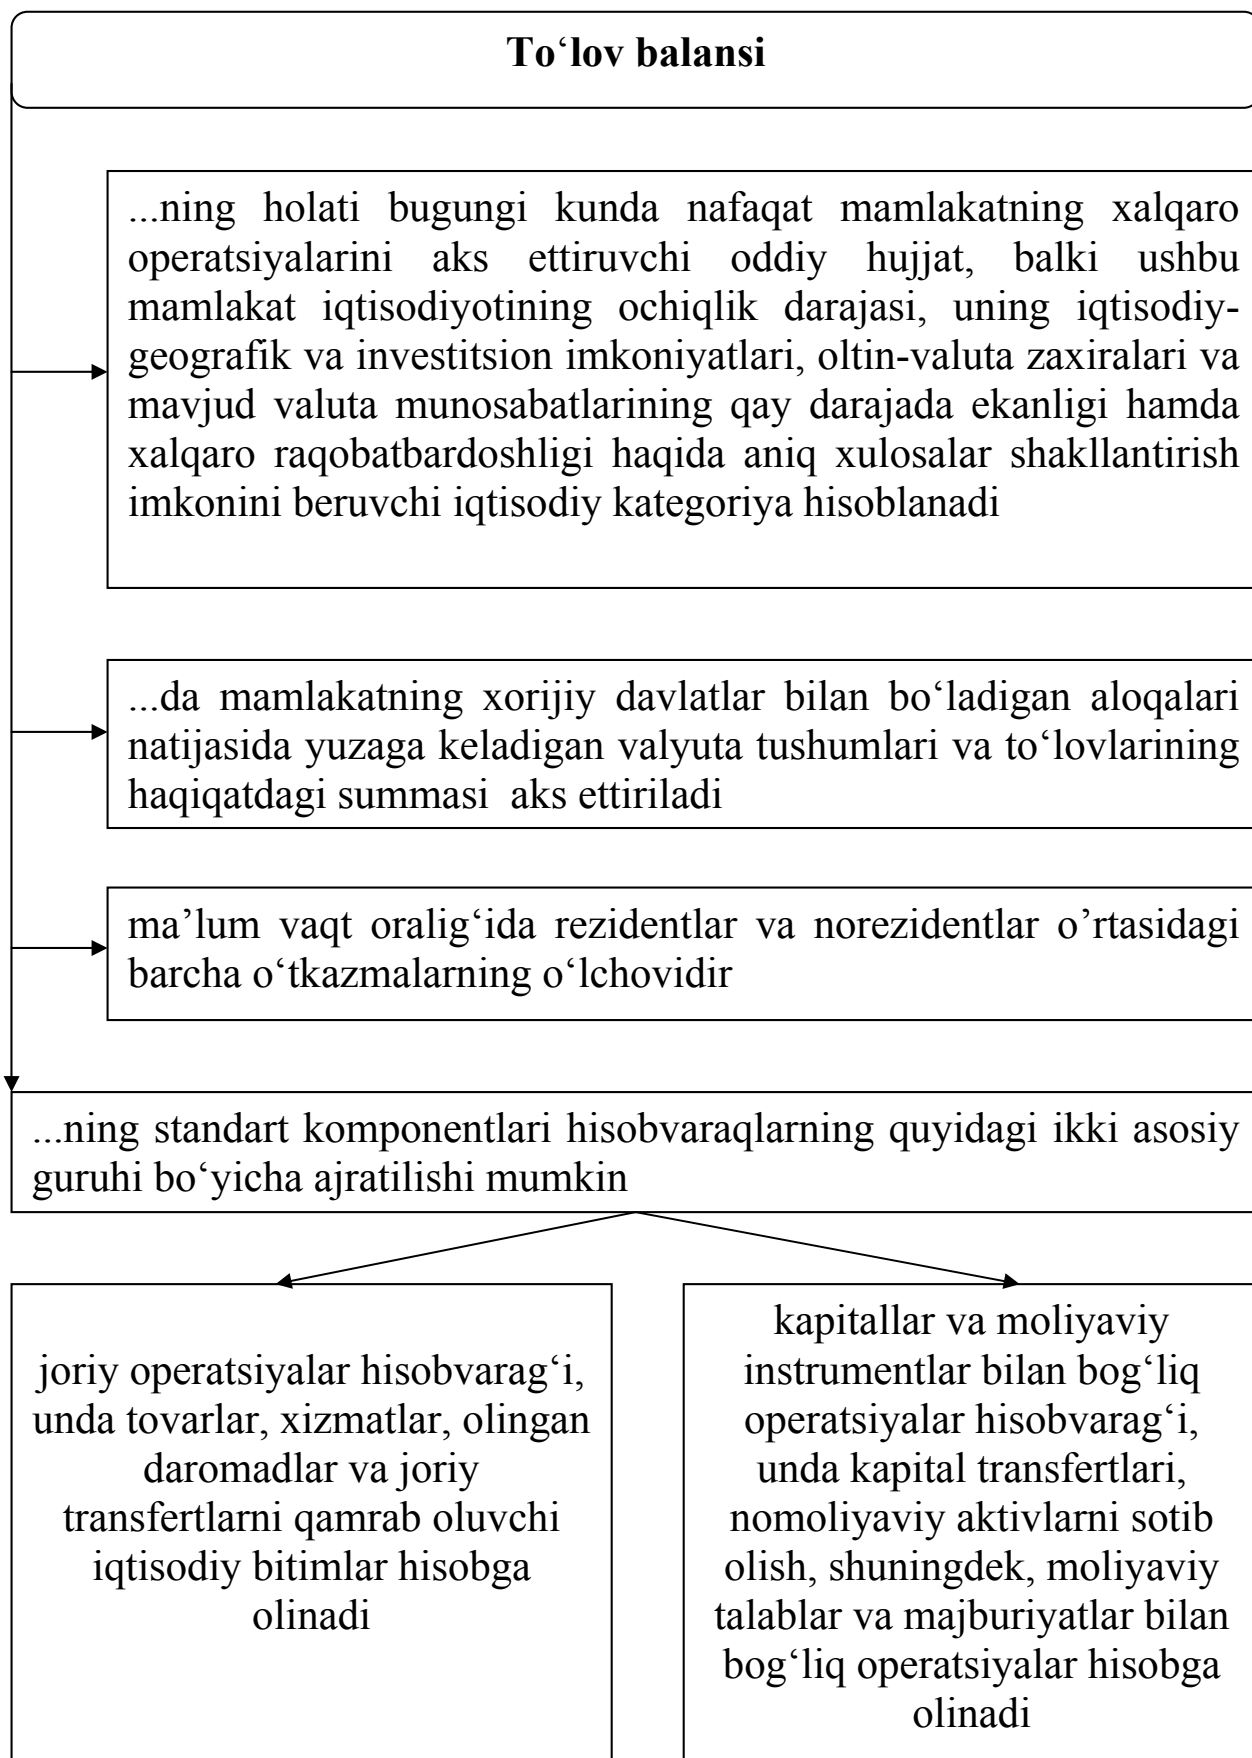 To‘lov balansi
...ning holati bugungi kunda nafaqat mamlakatning xalqaro
operatsiyalarini aks ettiruvchi oddiy hujjat, balki ushbu
mamlakat iqtisodiyotining ochiqlik darajasi, uning iqtisodiy-
geografik va investitsion imkoniyatlari, oltin-valuta zaxiralari va
mavjud valuta munosabatlarining qay darajada ekanligi hamda
xalqaro raqobatbardoshligi haqida aniq xulosalar shakllantirish
imkonini beruvchi iqtisodiy kategoriya hisoblanadi
...da mamlakatning xorijiy davlatlar bilan bo‘ladigan aloqalari
natijasida yuzaga keladigan valyuta tushumlari va to‘lovlarining
haqiqatdagi summasi aks ettiriladi
ma’lum vaqt oralig‘ida rezidentlar va norezidentlar o’rtasidagi
barcha o‘tkazmalarning o‘lchovidir
...ning standart komponentlari hisobvaraqlarning quyidagi ikki asosiy
guruhi bo‘yicha ajratilishi mumkin
joriy operatsiyalar hisobvarag‘i,
unda tovarlar, xizmatlar, olingan
daromadlar va joriy
transfertlarni qamrab oluvchi
iqtisodiy bitimlar hisobga
olinadi
kapitallar va moliyaviy
instrumentlar bilan bog‘liq
operatsiyalar hisobvarag‘i,
unda kapital transfertlari,
nomoliyaviy aktivlarni sotib
olish, shuningdek, moliyaviy
talablar va majburiyatlar bilan
bog‘liq operatsiyalar hisobga
olinadi